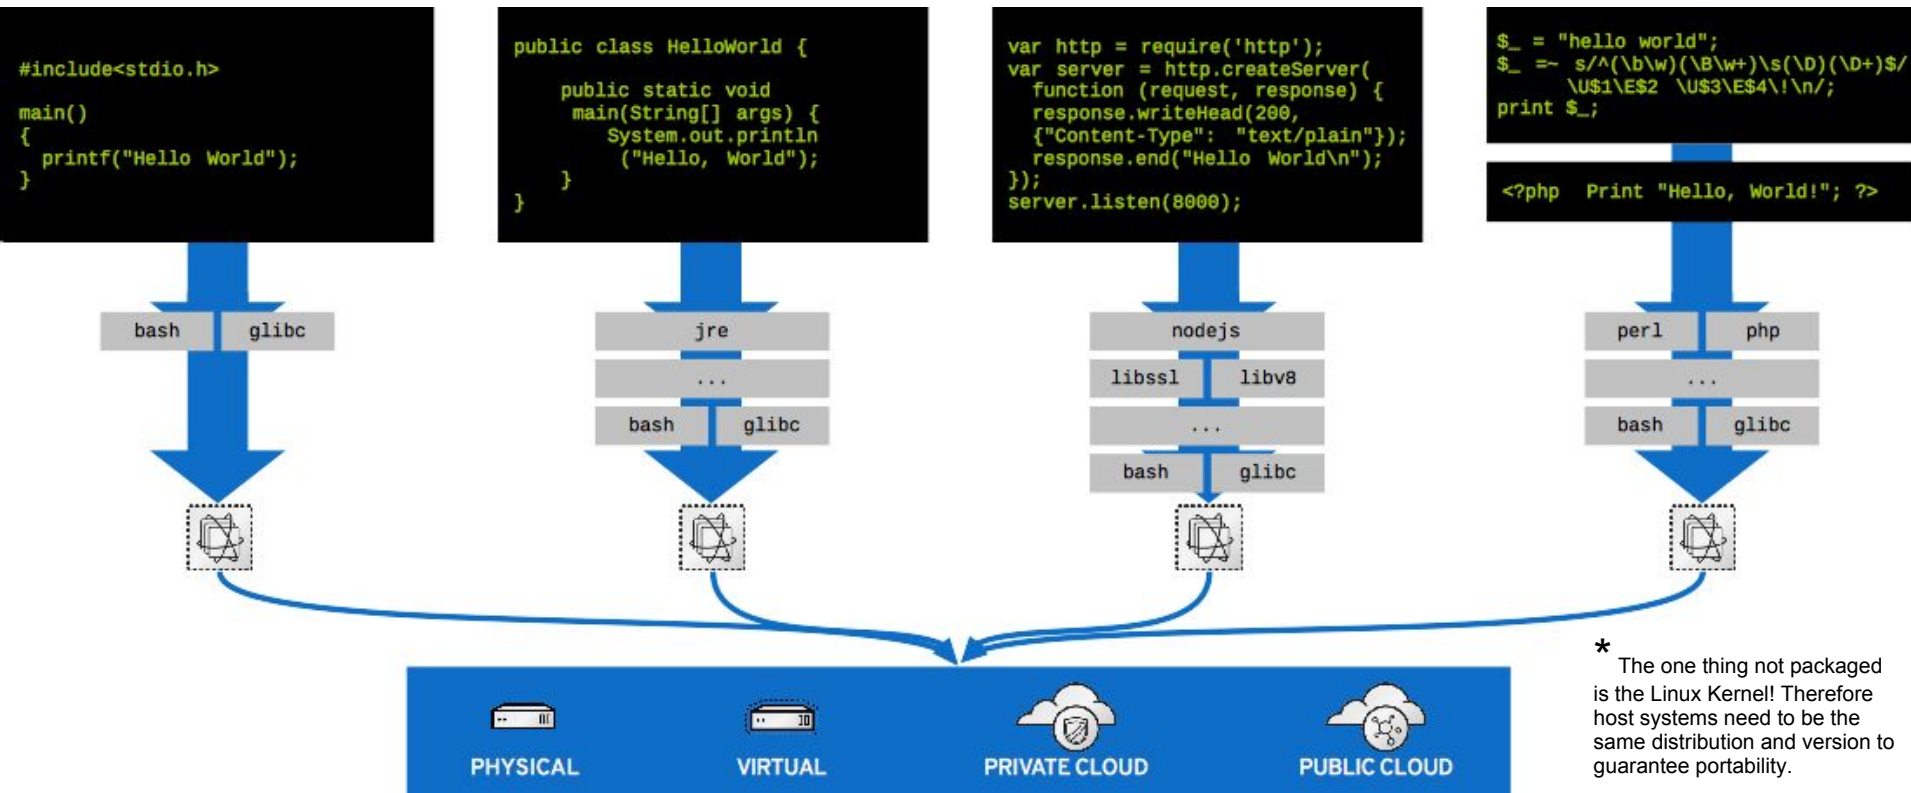 #include<stdio.h>
main()
{
printf("Hello World");
}
public class HelloWorld {
public static void
main(String[] args) {
System.out.println
("Hello, World");
}
}
var http = require('http');
var server = http.createServer(
function (request, response) {
response.writeHead(200,
{"Content-Type": "text/plain"});
response.end("Hello World\n");
});
server.listen(8000);
$_ = "hello world";
$_ =~ s/^(\b\w)(\B\w+)\s(\D)(\D+)$/
\U$1\E$2 \U$3\E$4\!\n/;
print $_;
<?php Print "Hello, World!"; ?>
bash glibc
jre
...
bash glibc
nodejs
libssl libv8
...
bash glibc
perl php
...
bash glibc
PHYSICAL
VIRTUAL
PRIVATE CLOUD
PUBLIC CLOUD
* The one thing not packaged
is the Linux Kernel! Therefore
host systems need to be the
same distribution and version to
guarantee portability.